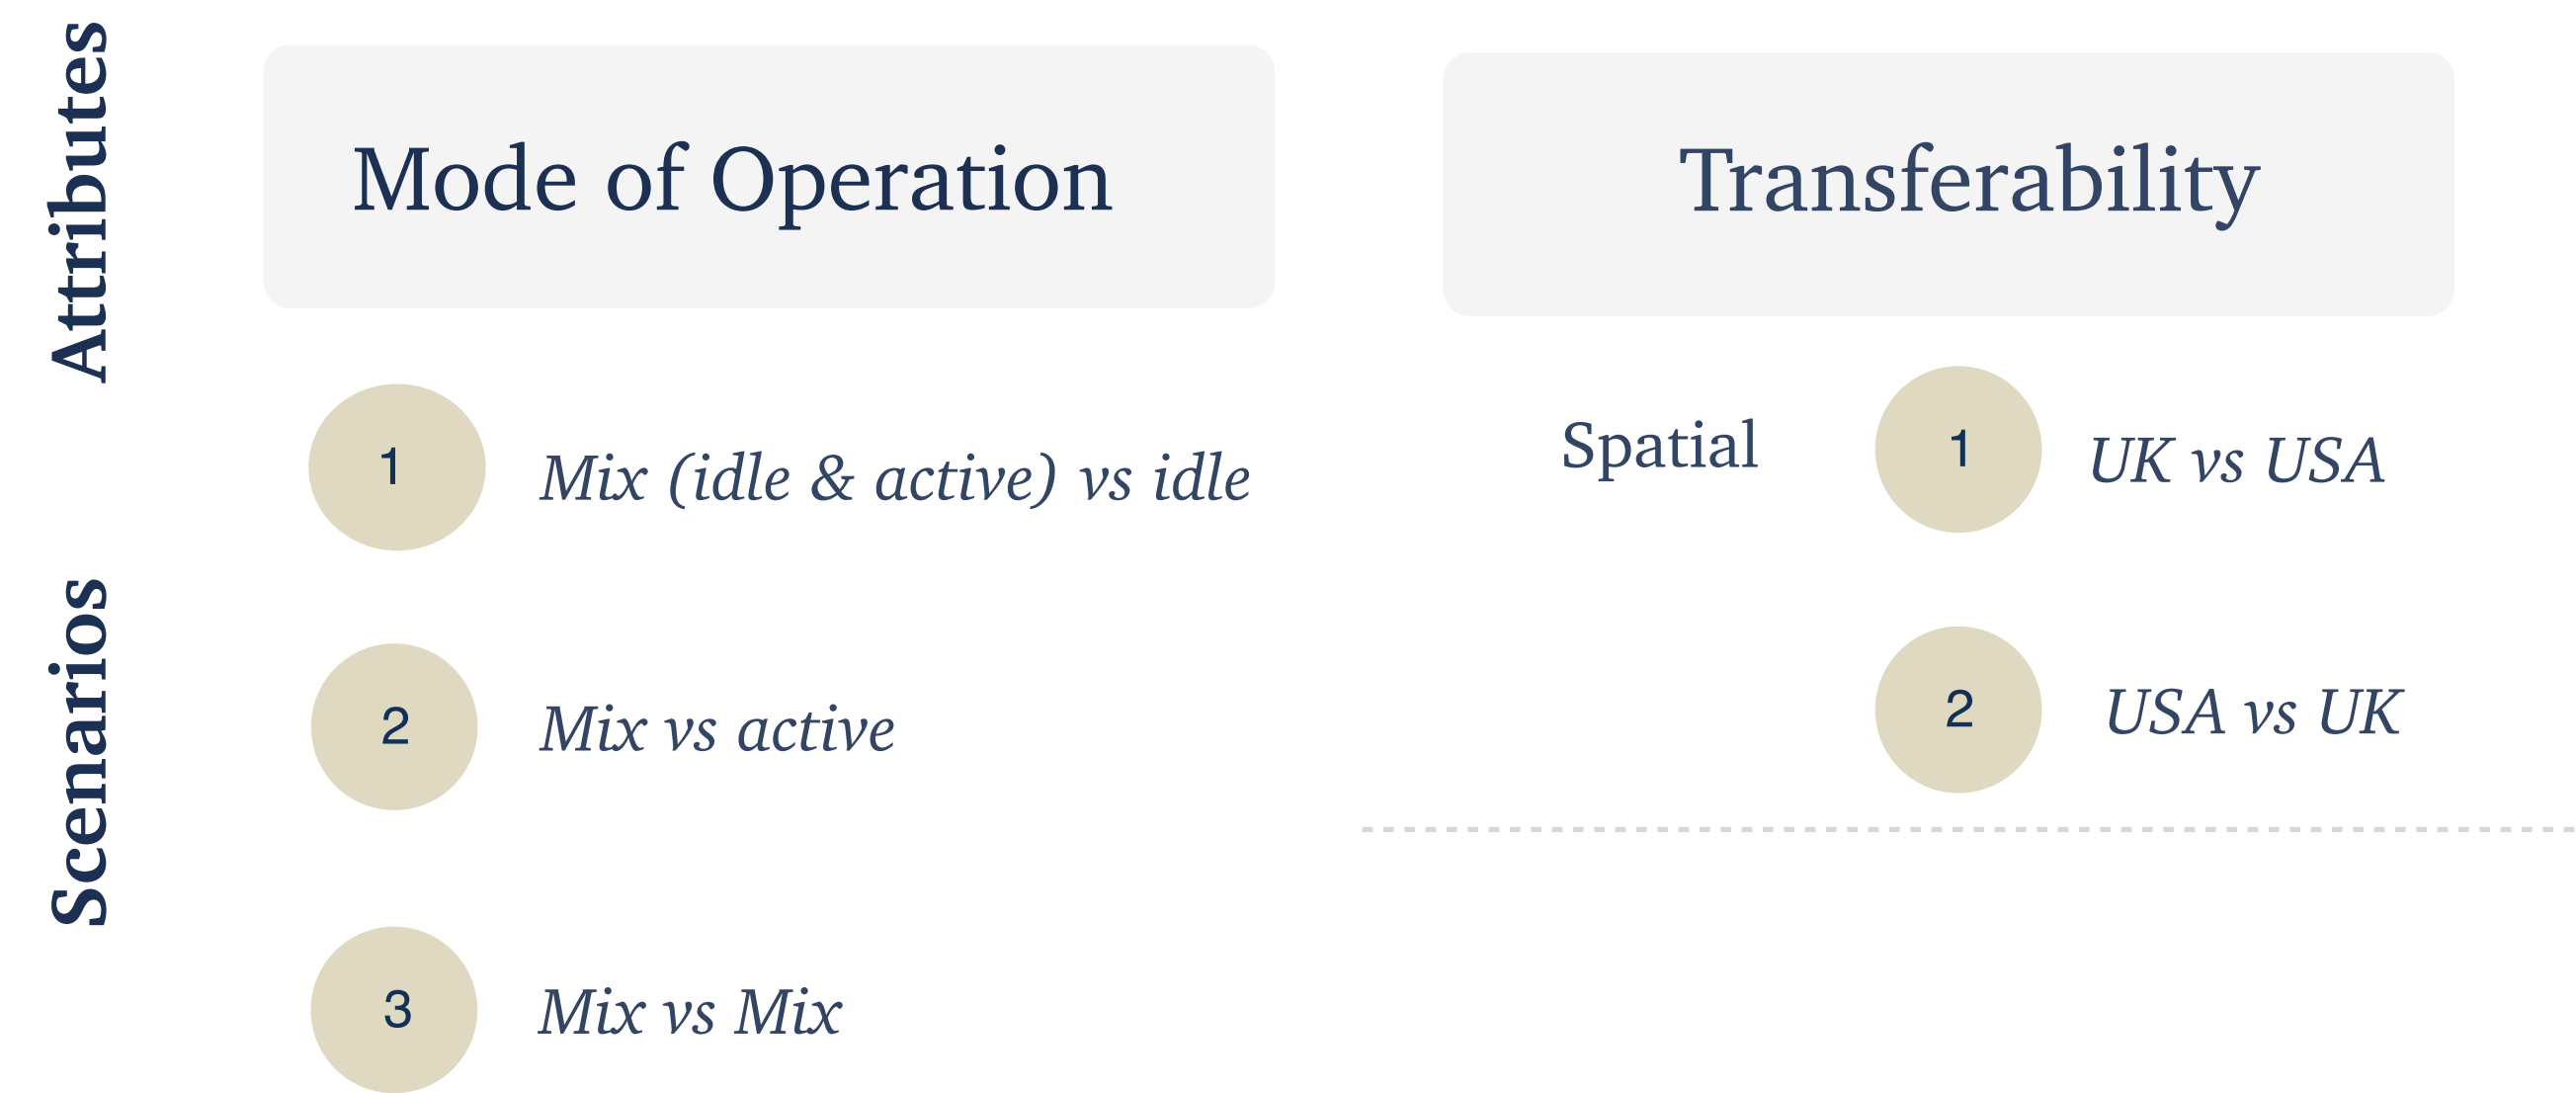 Attributes
Mode of Operation
Transferability
Scenarios
1 Mix (idle & active) vs idle
2 Mix vs active
3 Mix vs Mix
Spatial 1 UK vs USA
2 USA vs UK